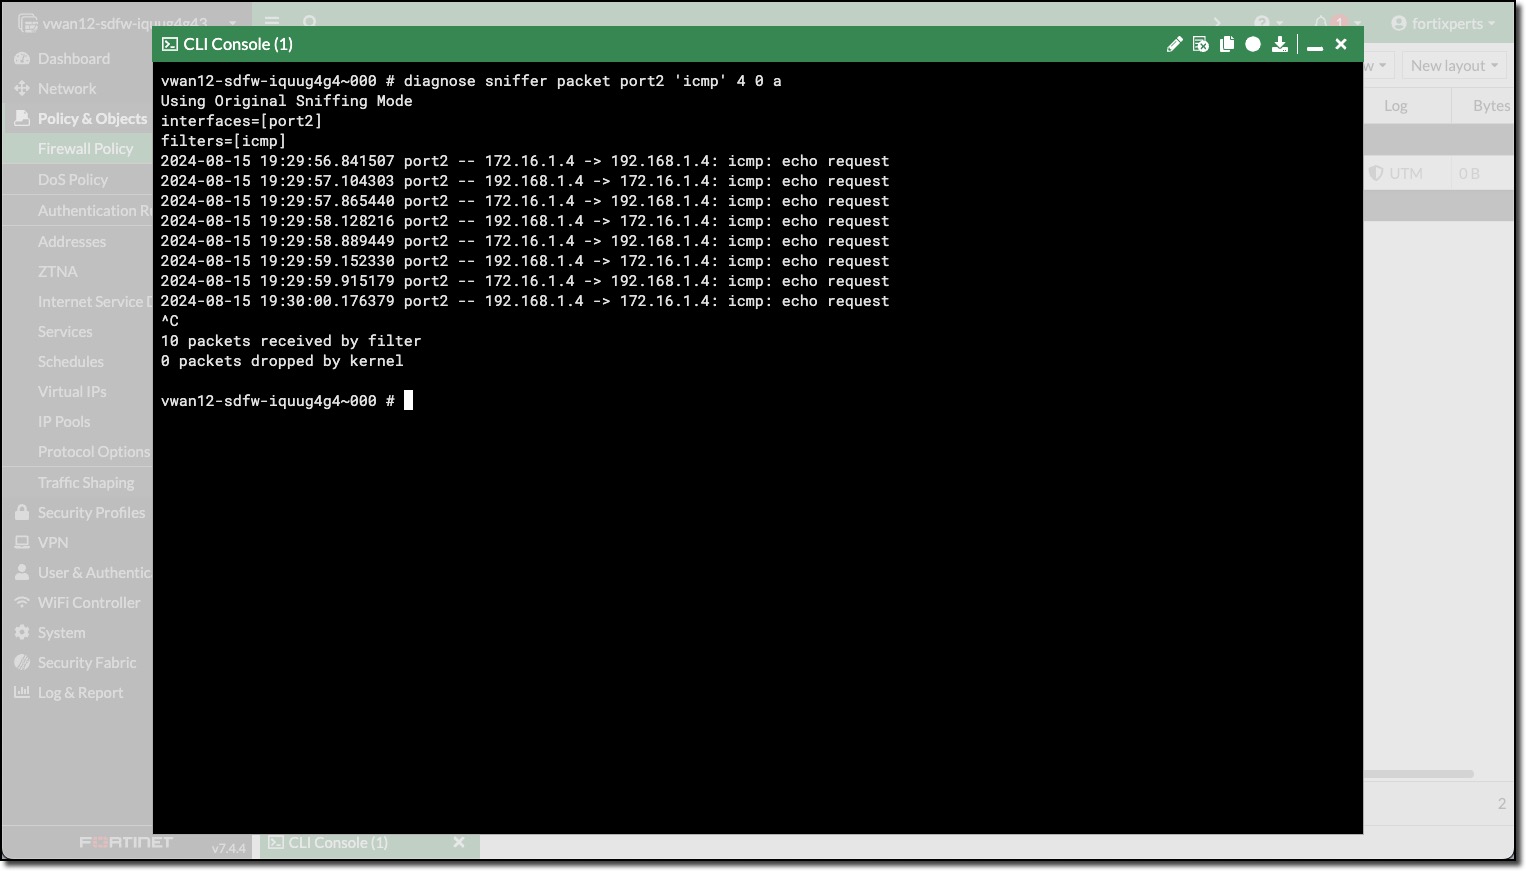 vwan12-sdfw-iquug4g43
1
fortixperts
CLI Console (1)
Dashboard
Network
Policy & Objects
Firewall Policy
DoS Policy
Authentication Ru
Addresses
ZTNA
Internet Service D
Services
Schedules
Virtual IPs
IP Pools
Protocol Options
Traffic Shaping
Security Profiles
VPN
User & Authentic
WiFi Controller
System
Security Fabric
Log & Report
FORTINET
v7.4.4
vwan12-sdfw-iquug4g4~000 # diagnose sniffer packet port2 'icmp' 4 0 a
Using Original Sniffing Mode
interfaces=[port2]
filters=[icmp]
2024-08-15 19:29:56.841507 port2 -- 172.16.1.4 -> 192.168.1.4: icmp: echo request
2024-08-15 19:29:57.104303 port2 -- 192.168.1.4 -> 172.16.1.4: icmp: echo request
2024-08-15 19:29:57.865440 port2 -- 172.16.1.4 -> 192.168.1.4: icmp: echo request
2024-08-15 19:29:58.128216 port2 -- 192.168.1.4 -> 172.16.1.4: icmp: echo request
2024-08-15 19:29:58.889449 port2 -- 172.16.1.4 -> 192.168.1.4: icmp: echo request
2024-08-15 19:29:59.152330 port2 -- 192.168.1.4 -> 172.16.1.4: icmp: echo request
2024-08-15 19:29:59.915179 port2 -- 172.16.1.4 -> 192.168.1.4: icmp: echo request
2024-08-15 19:30:00.176379 port2 -- 192.168.1.4 -> 172.16.1.4: icmp: echo request
^C
10 packets received by filter
0 packets dropped by kernel
vwan12-sdfw-iquug4g4~000 #
w
New layout
Log
Bytes
UTM
0 B
2
CLI Console (1)